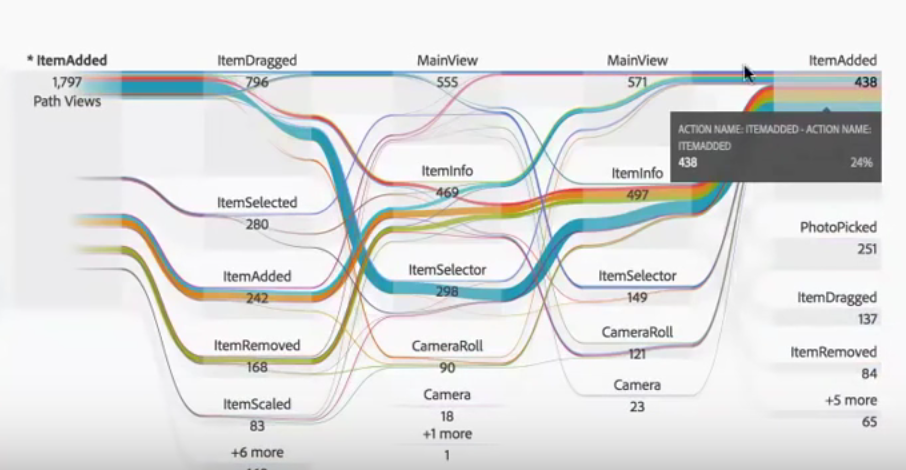 * ItemAdded
1,797
Path Views
ItemDragged
796
ItemSelected
280
ItemAdded
242
ItemRemoved
168
ItemScaled
83
+6 more
MainView
555
ItemInfo
469
ItemSelector
298
CameraRoll
90
Camera
18
+1 more
1
MainView
571
ItemInfo
497
ItemSelector
149
CameraRoll
121
Camera
23
ItemAdded
438
ACTION NAME: ITEMADDED - ACTION NAME:
ITEMADDED
438 24%
PhotoPicked
251
ItemDragged
137
ItemRemoved
84
+5 more
65